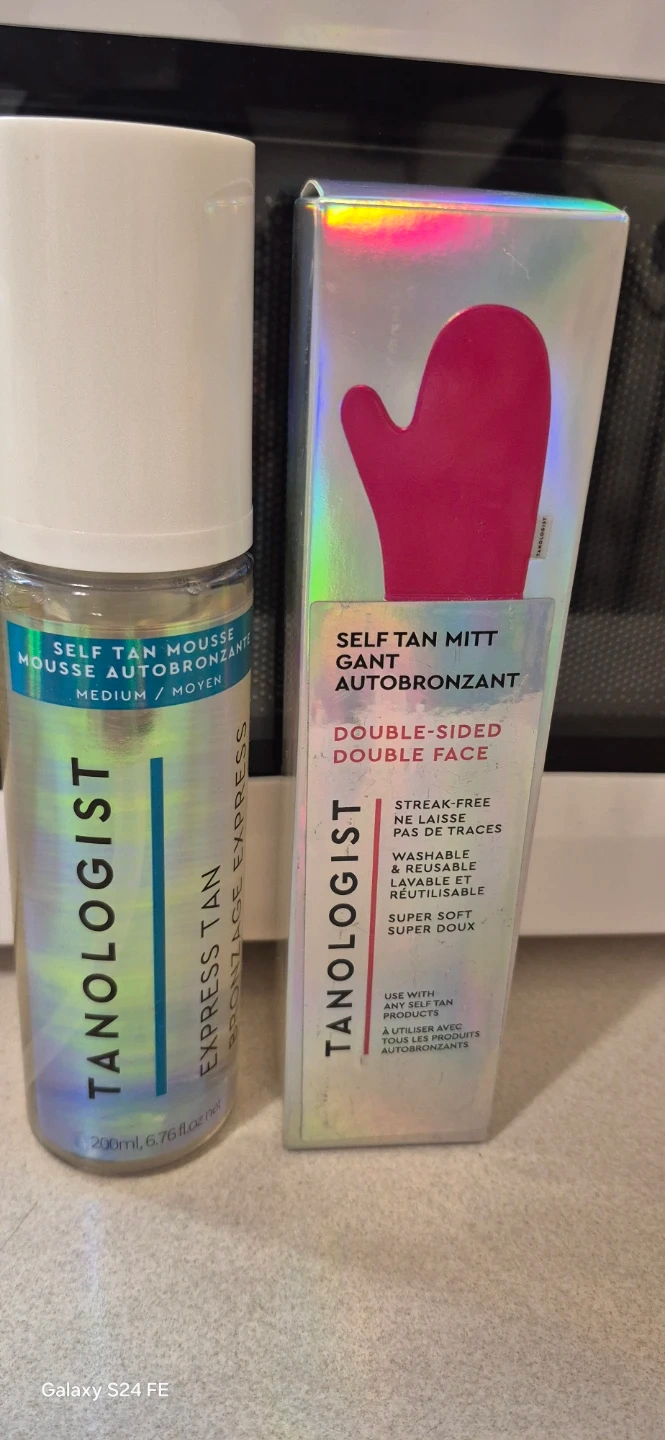 SELF TAN MOUSSE
MOUSSE AUTOBRONZANTE
MEDIUM / MOYEN
TANOLOGIST
EXPRESS TAN
BRONZAGE EXPRESS
200ml, 6.76 fl.oz net
TANOLOGIST
SELF TAN MITT
GANT
AUTOBRONZANT
DOUBLE-SIDED
DOUBLE FACE
TANOLOGIST
STREAK-FREE
NE LAISSE
PAS DE TRACES
WASHABLE
& REUSABLE
LAVABLE ET
RÉUTILISABLE
SUPER SOFT
SUPER DOUX
USE WITH
ANY SELF TAN
PRODUCTS
À UTILISER AVEC
TOUS LES PRODUITS
AUTOBRONZANTS
Galaxy S24 FE